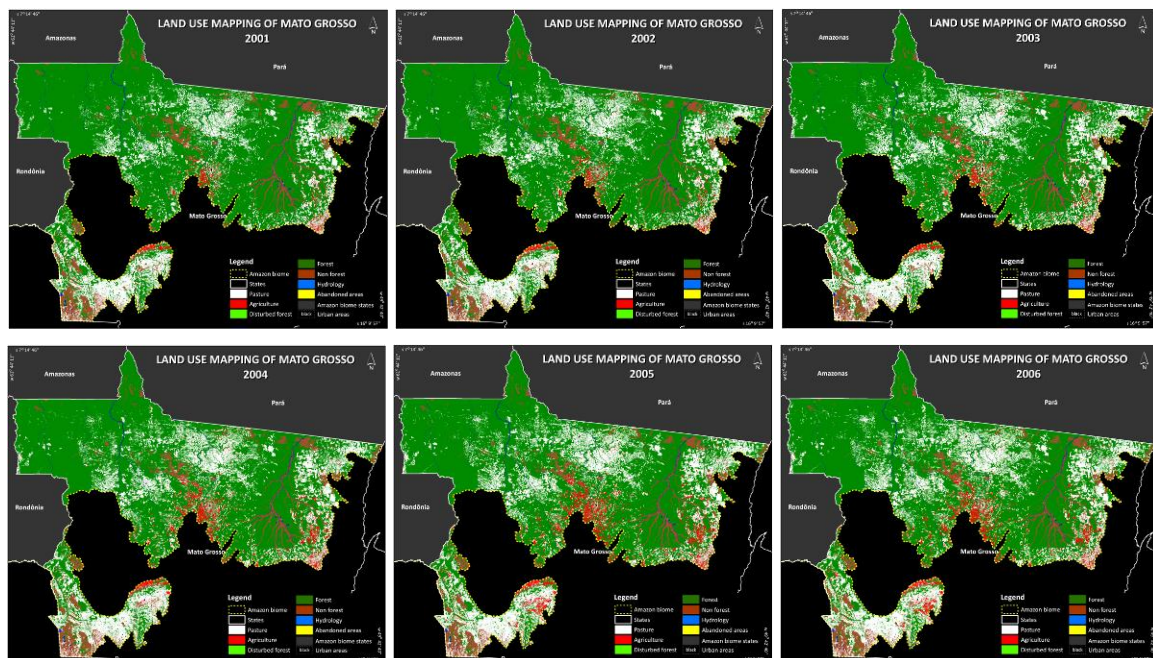 LAND USE MAPPING OF MATO GROSSO
2001
Amazonas
Pará
Rondônia
Mato Grosso
Legend
Amazon biome
States
Pasture
Agriculture
Disturbed forest
Forest
Non forest
Hydrology
Abandoned areas
Amazon biome states
Black
Urban areas
LAND USE MAPPING OF MATO GROSSO
2002
Amazonas
Pará
Rondônia
Mato Grosso
Legend
Amazon biome
States
Pasture
Agriculture
Disturbed forest
Forest
Non forest
Hydrology
Abandoned areas
Amazon biome states
Black
Urban areas
LAND USE MAPPING OF MATO GROSSO
2003
Amazonas
Pará
Rondônia
Mato Grosso
Legend
Amazon biome
States
Pasture
Agriculture
Disturbed forest
Forest
Non forest
Hydrology
Abandoned areas
Amazon biome states
Black
Urban areas
LAND USE MAPPING OF MATO GROSSO
2004
Amazonas
Pará
Rondônia
Mato Grosso
Legend
Amazon biome
States
Pasture
Agriculture
Disturbed forest
Forest
Non forest
Hydrology
Abandoned areas
Amazon biome states
Black
Urban areas
LAND USE MAPPING OF MATO GROSSO
2005
Amazonas
Pará
Rondônia
Mato Grosso
Legend
Amazon biome
States
Pasture
Agriculture
Disturbed forest
Forest
Non forest
Hydrology
Abandoned areas
Amazon biome states
Black
Urban areas
LAND USE MAPPING OF MATO GROSSO
2006
Amazonas
Pará
Rondônia
Mato Grosso
Legend
Amazon biome
States
Pasture
Agriculture
Disturbed forest
Forest
Non forest
Hydrology
Abandoned areas
Amazon biome states
Black
Urban areas